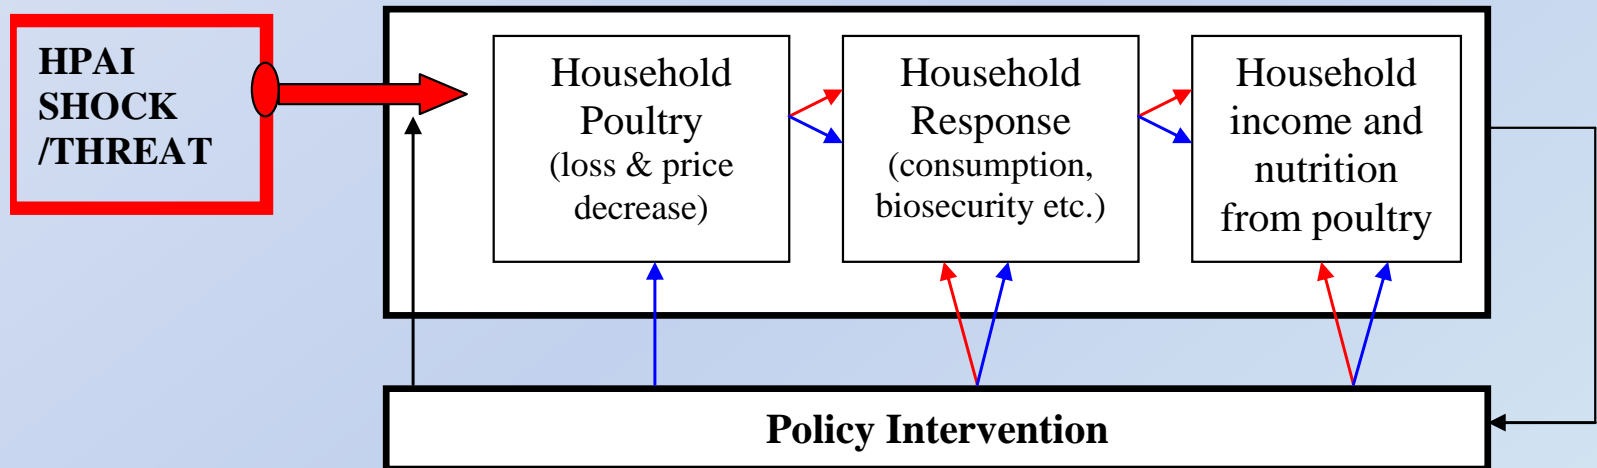 HPAI
SHOCK
/THREAT
Household
Poultry
(loss & price
decrease)
Household
Response
(consumption,
biosecurity etc.)
Household
income and
nutrition
from poultry
Policy Intervention